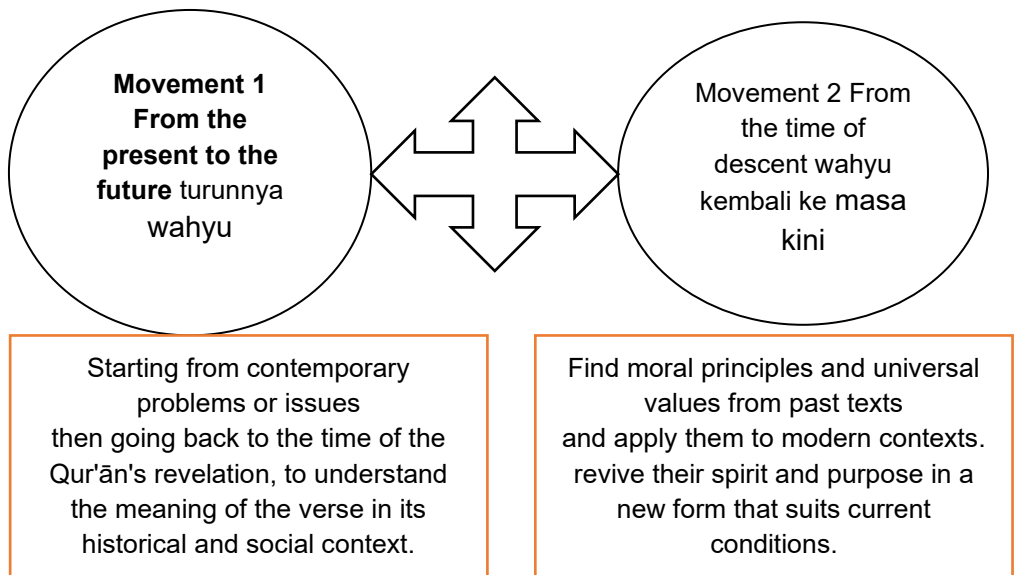 Movement 1
From the
present to the
future turunnya
wahyu
Movement 2 From
the time of
descent wahyu
kembali ke masa
kini
Starting from contemporary
problems or issues
then going back to the time of the
Qur'ān's revelation, to understand
the meaning of the verse in its
historical and social context.
Find moral principles and universal
values from past texts
and apply them to modern contexts.
revive their spirit and purpose in a
new form that suits current
conditions.